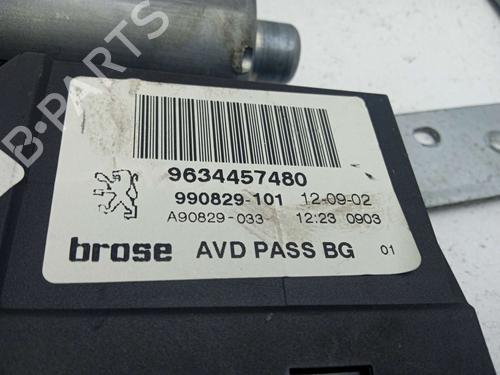 B-PARTS
9634457480
990829-101 12-09-02
A90829-033 12:23 0903
brose AVD PASS BG 01